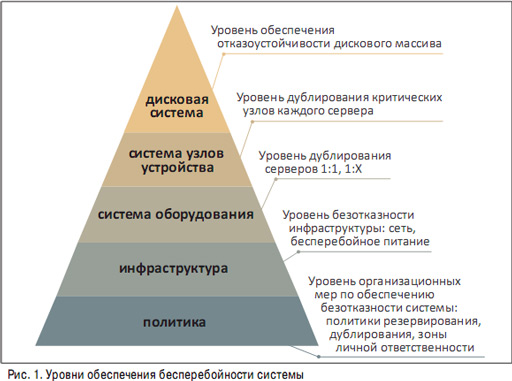 Уровень обеспечения
отказоустойчивости дискового массива
дисковая
система
Уровень дублирования критических
узлов каждого сервера
система узлов
устройства
Уровень дублирования
серверов 1:1, 1:X
система оборудования
Уровень безотказности
инфраструктуры: сеть,
бесперебойное питание
инфраструктура
Уровень организационных
мер по обеспечению
безотказности системы:
политики резервирования,
дублирования, зоны
личной ответственности
политика
Рис. 1. Уровни обеспечения бесперебойности системы